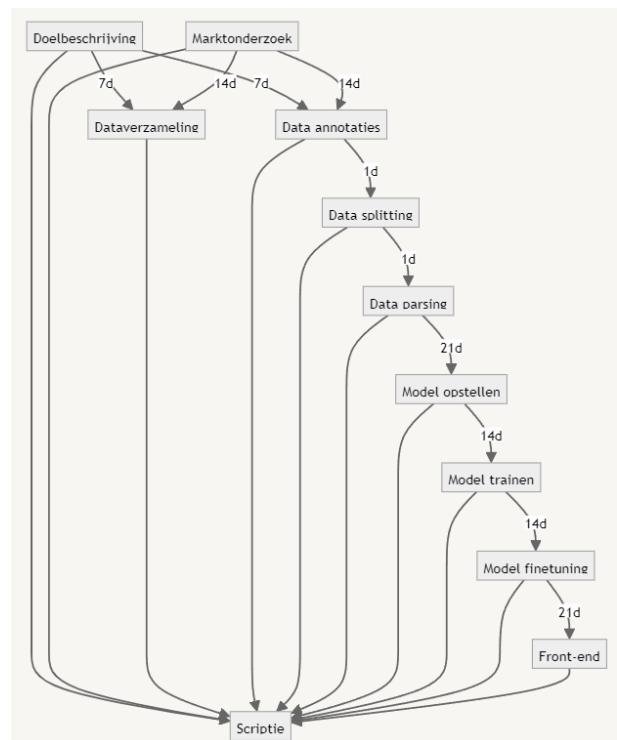 Doelbeschrijving
Marktonderzoek
7d
14d
7d
14d
Dataverzameling
Data annotaties
1d
Data splitting
1d
Data parsing
21d
Model opstellen
14d
Model trainen
14d
Model finetuning
21d
Front-end
Scriptie